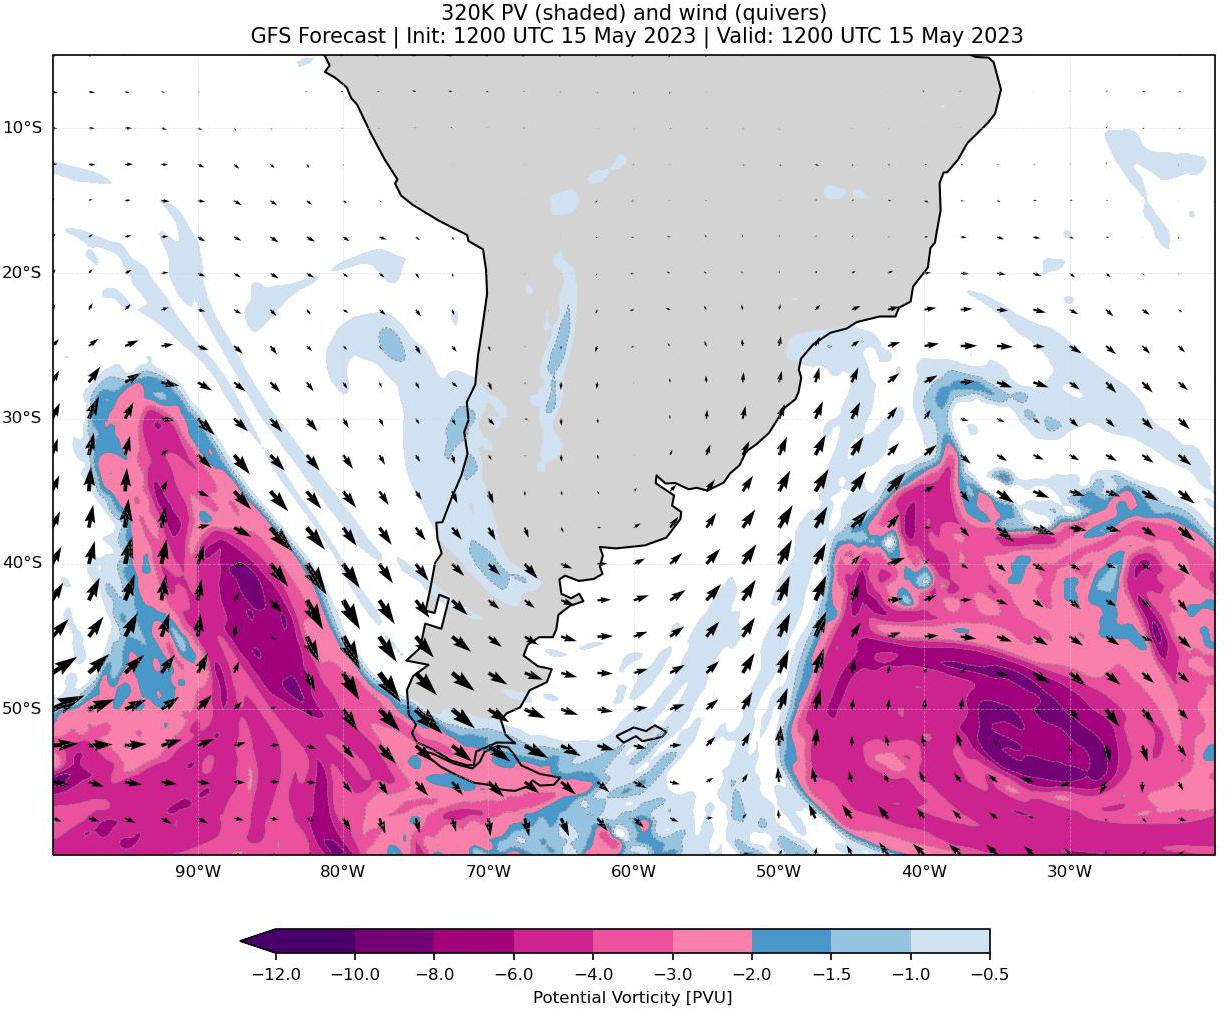 320K PV (shaded) and wind (quivers)
GFS Forecast | Init: 1200 UTC 15 May 2023 | Valid: 1200 UTC 15 May 2023
10°S
20°S
30°S
40°S
50°S
90°W 80°W 70°W 60°W 50°W 40°W 30°W
−12.0 −10.0 −8.0 −6.0 −4.0 −3.0 −2.0 −1.5 −1.0 −0.5
Potential Vorticity [PVU]